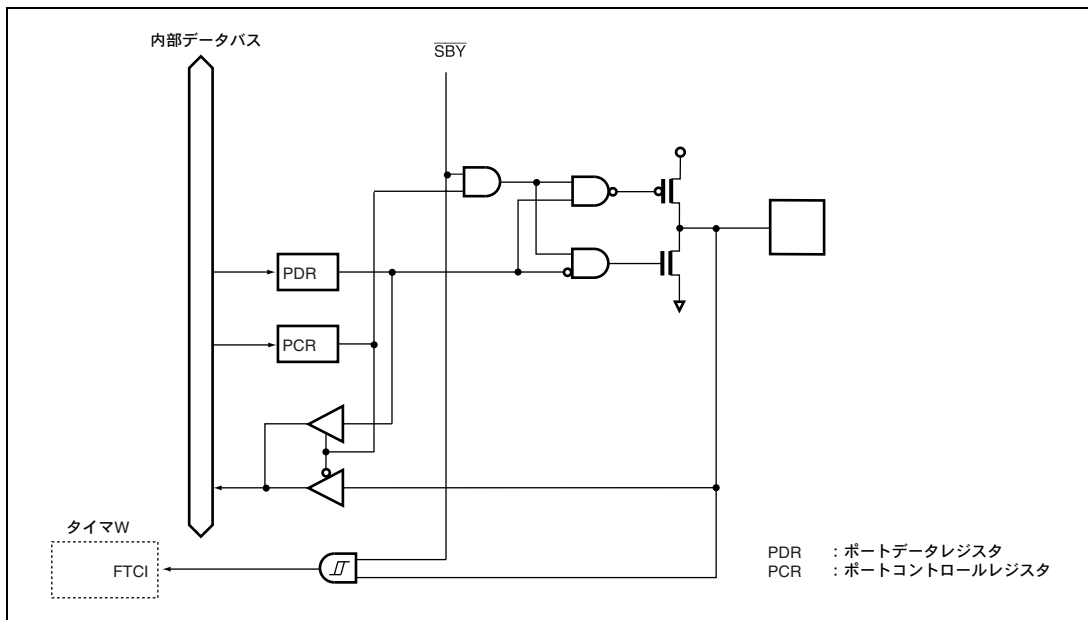 内部データバス
SBY
PDR
PCR
タイマW
FTCI
PDR :ポートデータレジスタ
PCR :ポートコントロールレジスタ